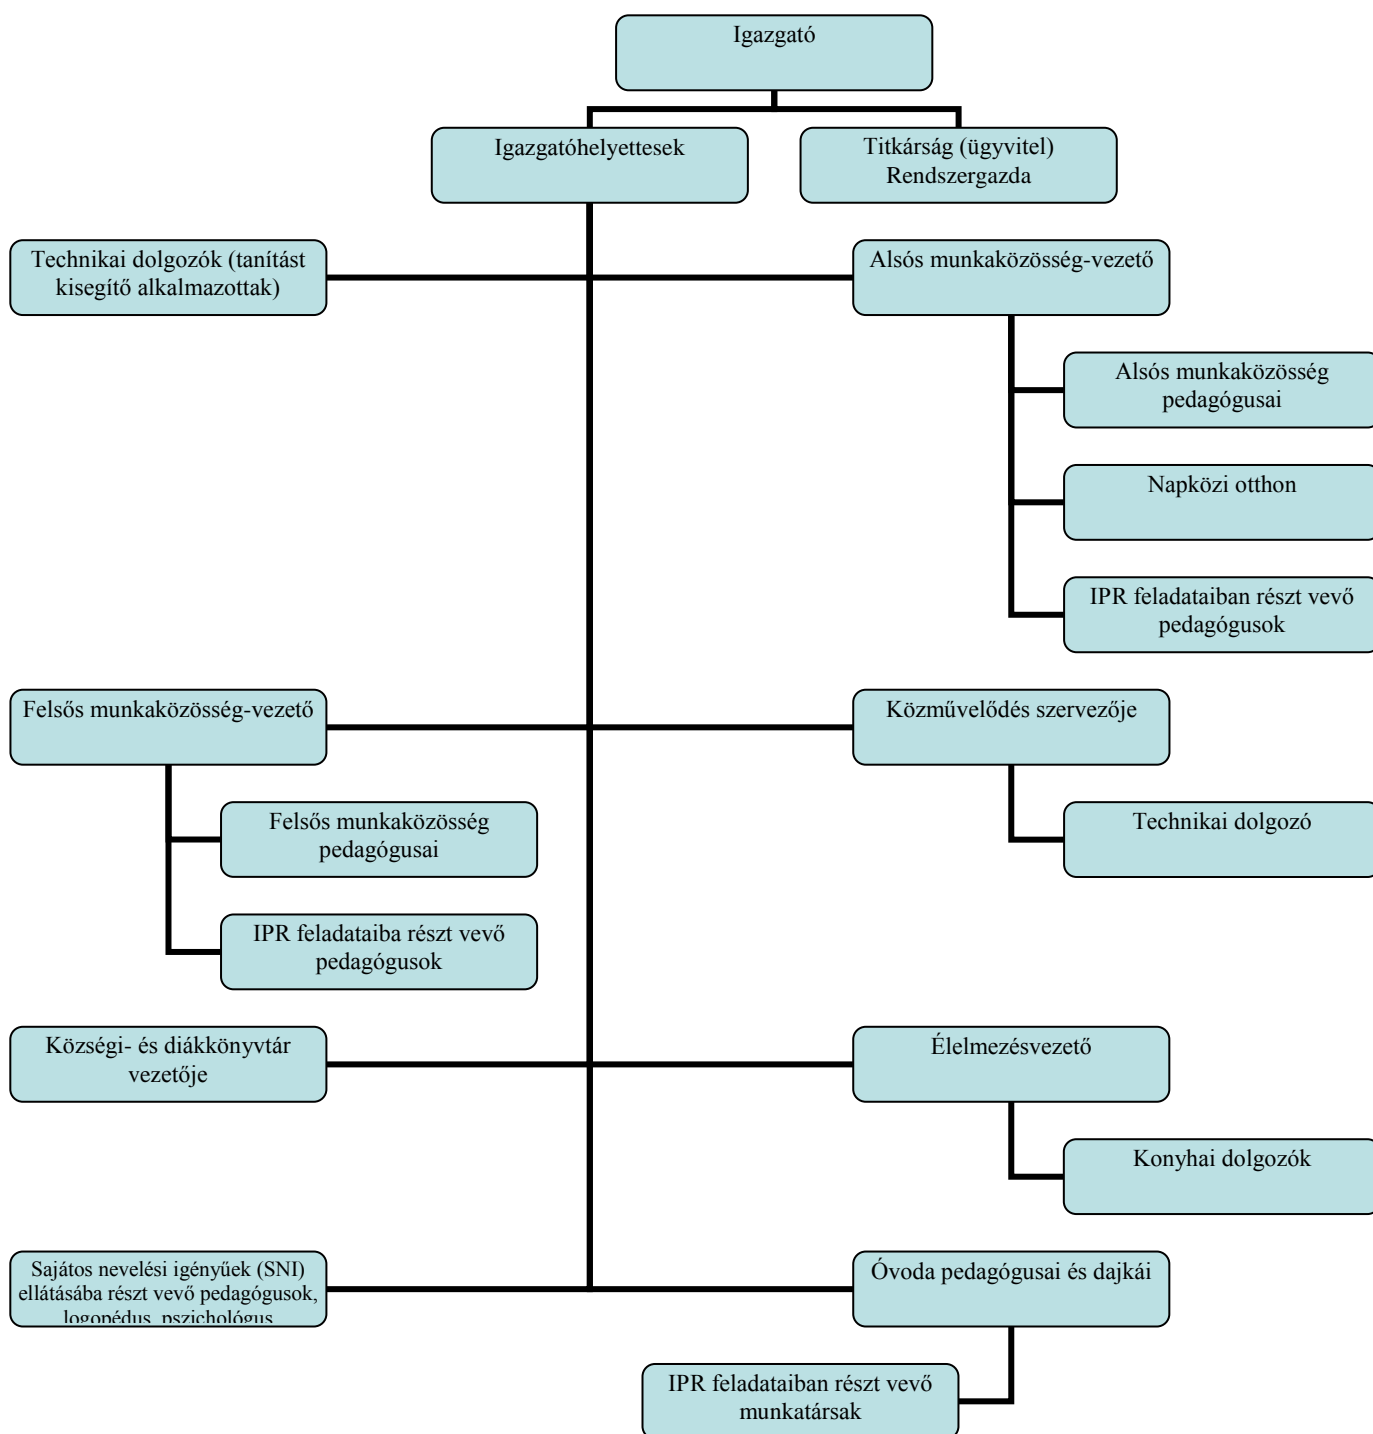 Igazgató
Igazgatóhelyettesek
Titkárság (ügyvitel)
Rendszergazda
Technikai dolgozók (tanítást
kisegítő alkalmazottak)
Alsós munkaközösség-vezető
Alsós munkaközösség
pedagógusai
Napközi otthon
IPR feladataiban részt vevő
pedagógusok
Felsős munkaközösség-vezető
Közművelődés szervezője
Felsős munkaközösség
pedagógusai
Technikai dolgozó
IPR feladataiba részt vevő
pedagógusok
Községi- és diákkönyvtár
vezetője
Élelmezésvezető
Konyhai dolgozók
Sajátos nevelési igényűek (SNI)
ellátásába részt vevő pedagógusok,
logopédus, pszichológus
Óvoda pedagógusai és dajkái
IPR feladataiban részt vevő
munkatársak